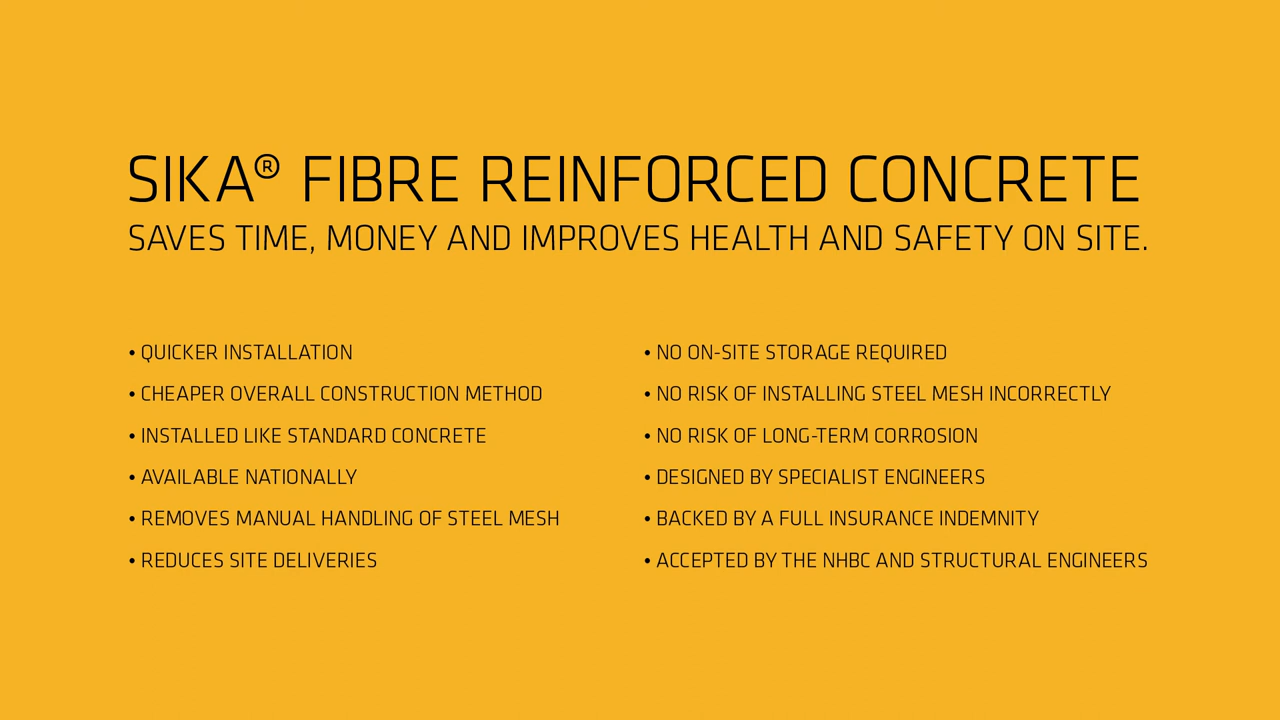 SIKA® FIBRE REINFORCED CONCRETE
SAVES TIME, MONEY AND IMPROVES HEALTH AND SAFETY ON SITE.
• QUICKER INSTALLATION
• CHEAPER OVERALL CONSTRUCTION METHOD
• INSTALLED LIKE STANDARD CONCRETE
• AVAILABLE NATIONALLY
• REMOVES MANUAL HANDLING OF STEEL MESH
• REDUCES SITE DELIVERIES
• NO ON-SITE STORAGE REQUIRED
• NO RISK OF INSTALLING STEEL MESH INCORRECTLY
• NO RISK OF LONG-TERM CORROSION
• DESIGNED BY SPECIALIST ENGINEERS
• BACKED BY A FULL INSURANCE INDEMNITY
• ACCEPTED BY THE NHBC AND STRUCTURAL ENGINEERS